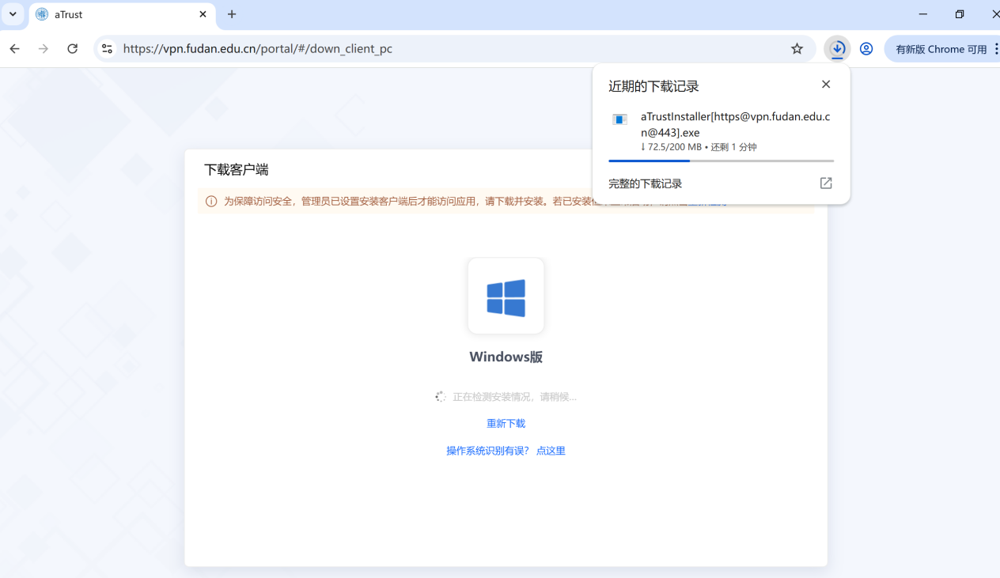 aTrust
https://vpn.fudan.edu.cn/portal/#/down_client_pc
有新版 Chrome 可用
近期的下载记录
aTrustInstaller[https@vpn.fudan.edu.c
n@443].exe
↓ 72.5/200 MB • 还剩 1 分钟
完整的下载记录
下载客户端
为保障访问安全，管理员已设置安装客户端后才能访问应用，请下载并安装。若已安装
Windows版
正在检测安装情况，请稍候...
重新下载
操作系统识别有误？ 点这里